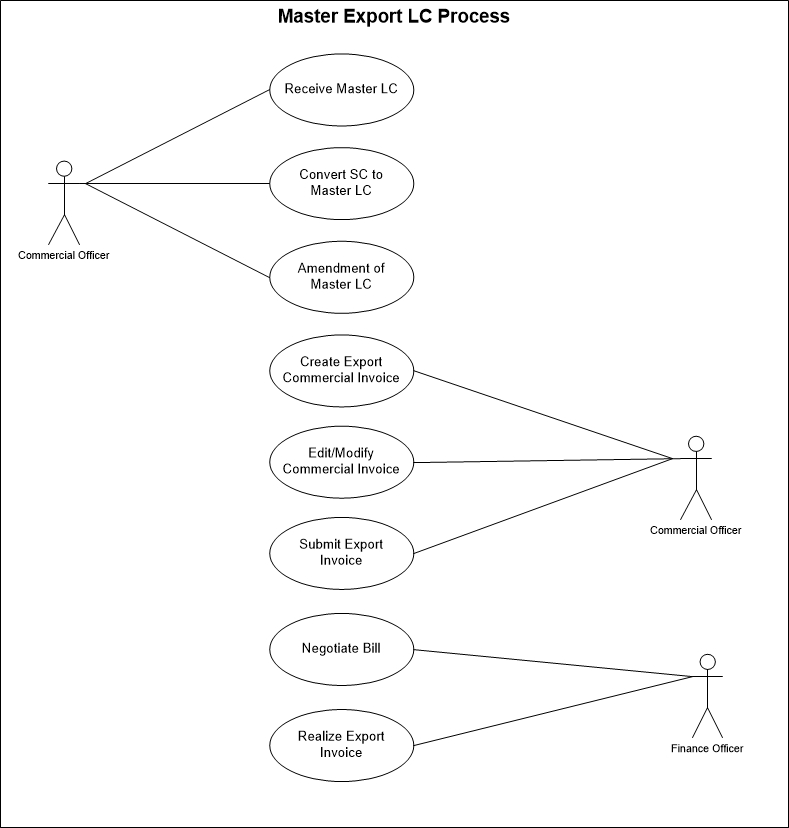 Master Export LC Process
Receive Master LC
Convert SC to
Master LC
Commercial Officer
Amendment of
Master LC
Create Export
Commercial Invoice
Edit/Modify
Commercial Invoice
Commercial Officer
Submit Export
Invoice
Negotiate Bill
Realize Export
Invoice
Finance Officer